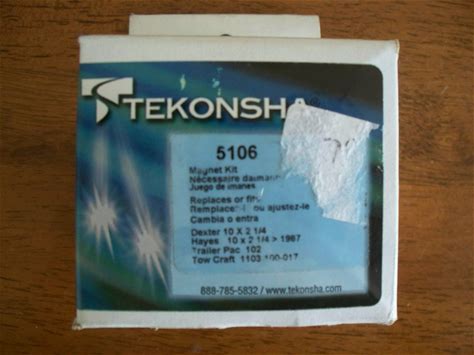 TEKONSHA®
5106
Magnet Kit
Nécessaire
Juego de imanes
Replaces or fits
ou ajustez-le
Cambia o entra
Dexter 10 X 2 1/4
Hayes 10 x 2 1/4 > 1987
Trailer Pac 102
Tow Craft 1103 100-017
888-785-5832 / www.tekonsha.com